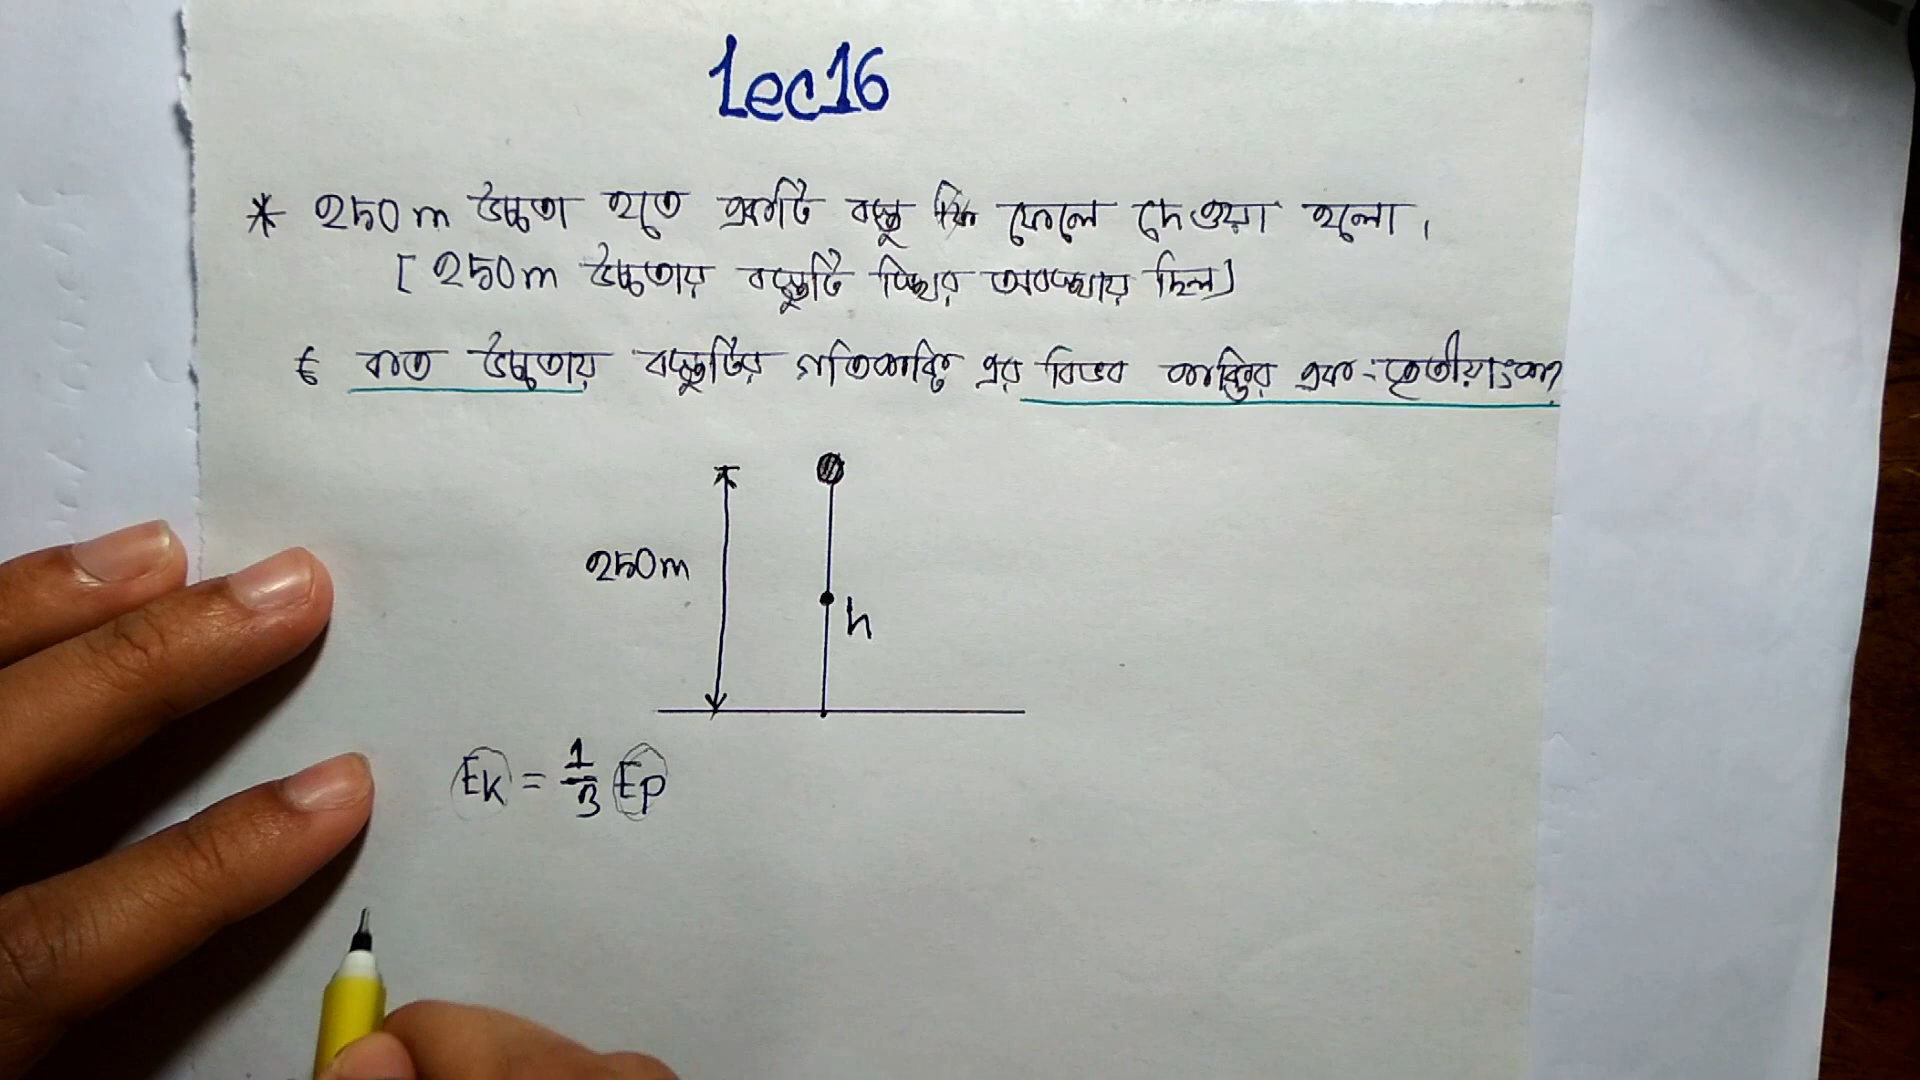 Lec16
* 250m উচ্চতা হতে একটি বস্তু ফেলে দেওয়া হলো।
[ 250m উচ্চতায় বস্তুটি স্থির অবস্থায় ছিল]
কত উচ্চতায় বস্তুটির গতিশক্তি এর বিভব শক্তির এক-তৃতীয়াংশ?
250m
h
Ek = 1/3 Ep